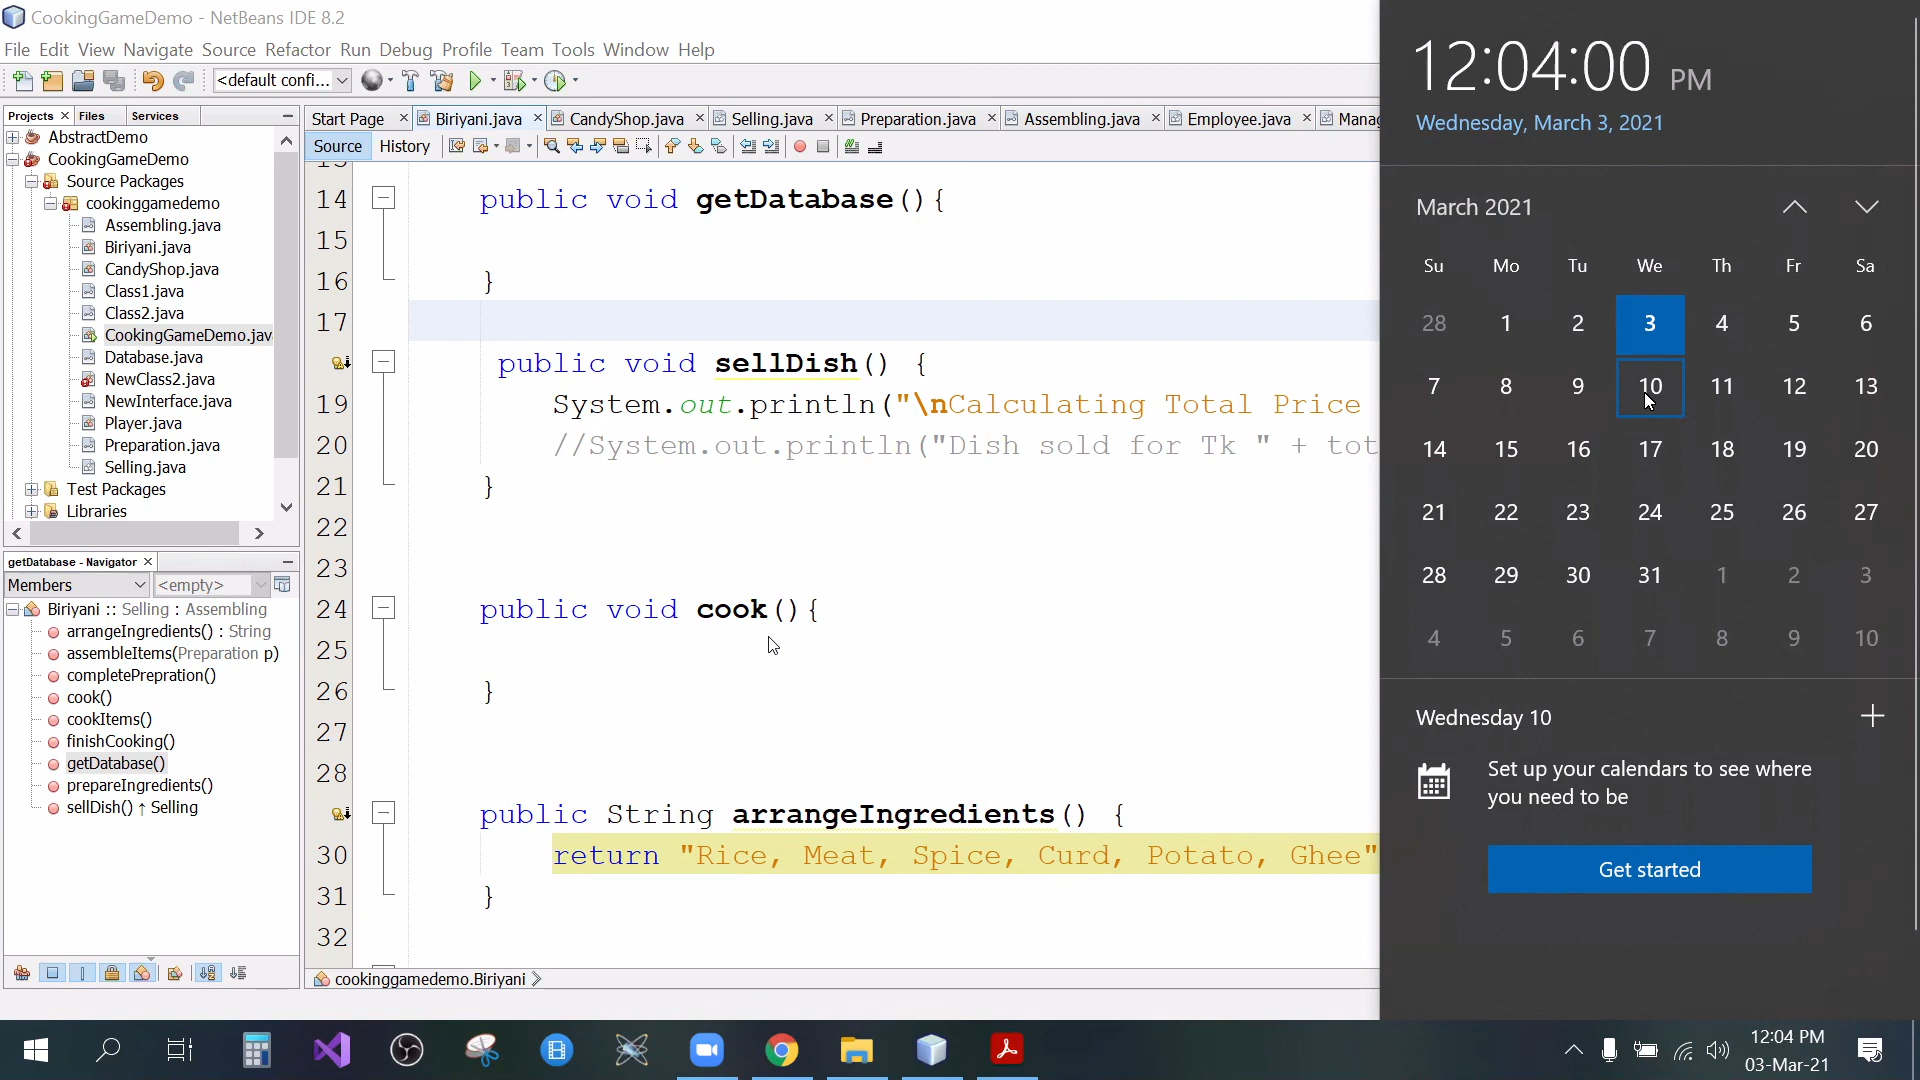 CookingGameDemo - NetBeans IDE 8.2
File Edit View Navigate Source Refactor Run Debug Profile Team Tools Window Help
<default confi...
Projects Files Services
AbstractDemo
CookingGameDemo
Source Packages
cookinggamedemo
Assembling.java
Biriyani.java
CandyShop.java
Class1.java
Class2.java
CookingGameDemo.jav
Database.java
NewClass2.java
NewInterface.java
Player.java
Preparation.java
Selling.java
Test Packages
Libraries
getDatabase - Navigator
Members <empty>
Biriyani :: Selling : Assembling
arrangeIngredients() : String
assembleItems(Preparation p)
completePrepration()
cook()
cookItems()
finishCooking()
getDatabase()
prepareIngredients()
sellDish() ↑ Selling
Start Page Biriyani.java CandyShop.java Selling.java Preparation.java Assembling.java Employee.java Manag
Source History
14 public void getDatabase(){
15
16 }
17
public void sellDish() {
19 System.out.println("\nCalculating Total Price
20 //System.out.println("Dish sold for Tk " + tot
21 }
22
23
24 public void cook(){
25
26 }
27
28
public String arrangeIngredients() {
30 return "Rice, Meat, Spice, Curd, Potato, Ghee"
31 }
32
cookinggamedemo.Biriyani
12:04:00 PM
Wednesday, March 3, 2021
March 2021
Su Mo Tu We Th Fr Sa
28 1 2 3 4 5 6
7 8 9 10 11 12 13
14 15 16 17 18 19 20
21 22 23 24 25 26 27
28 29 30 31 1 2 3
4 5 6 7 8 9 10
Wednesday 10
Set up your calendars to see where
you need to be
Get started
12:04 PM
03-Mar-21